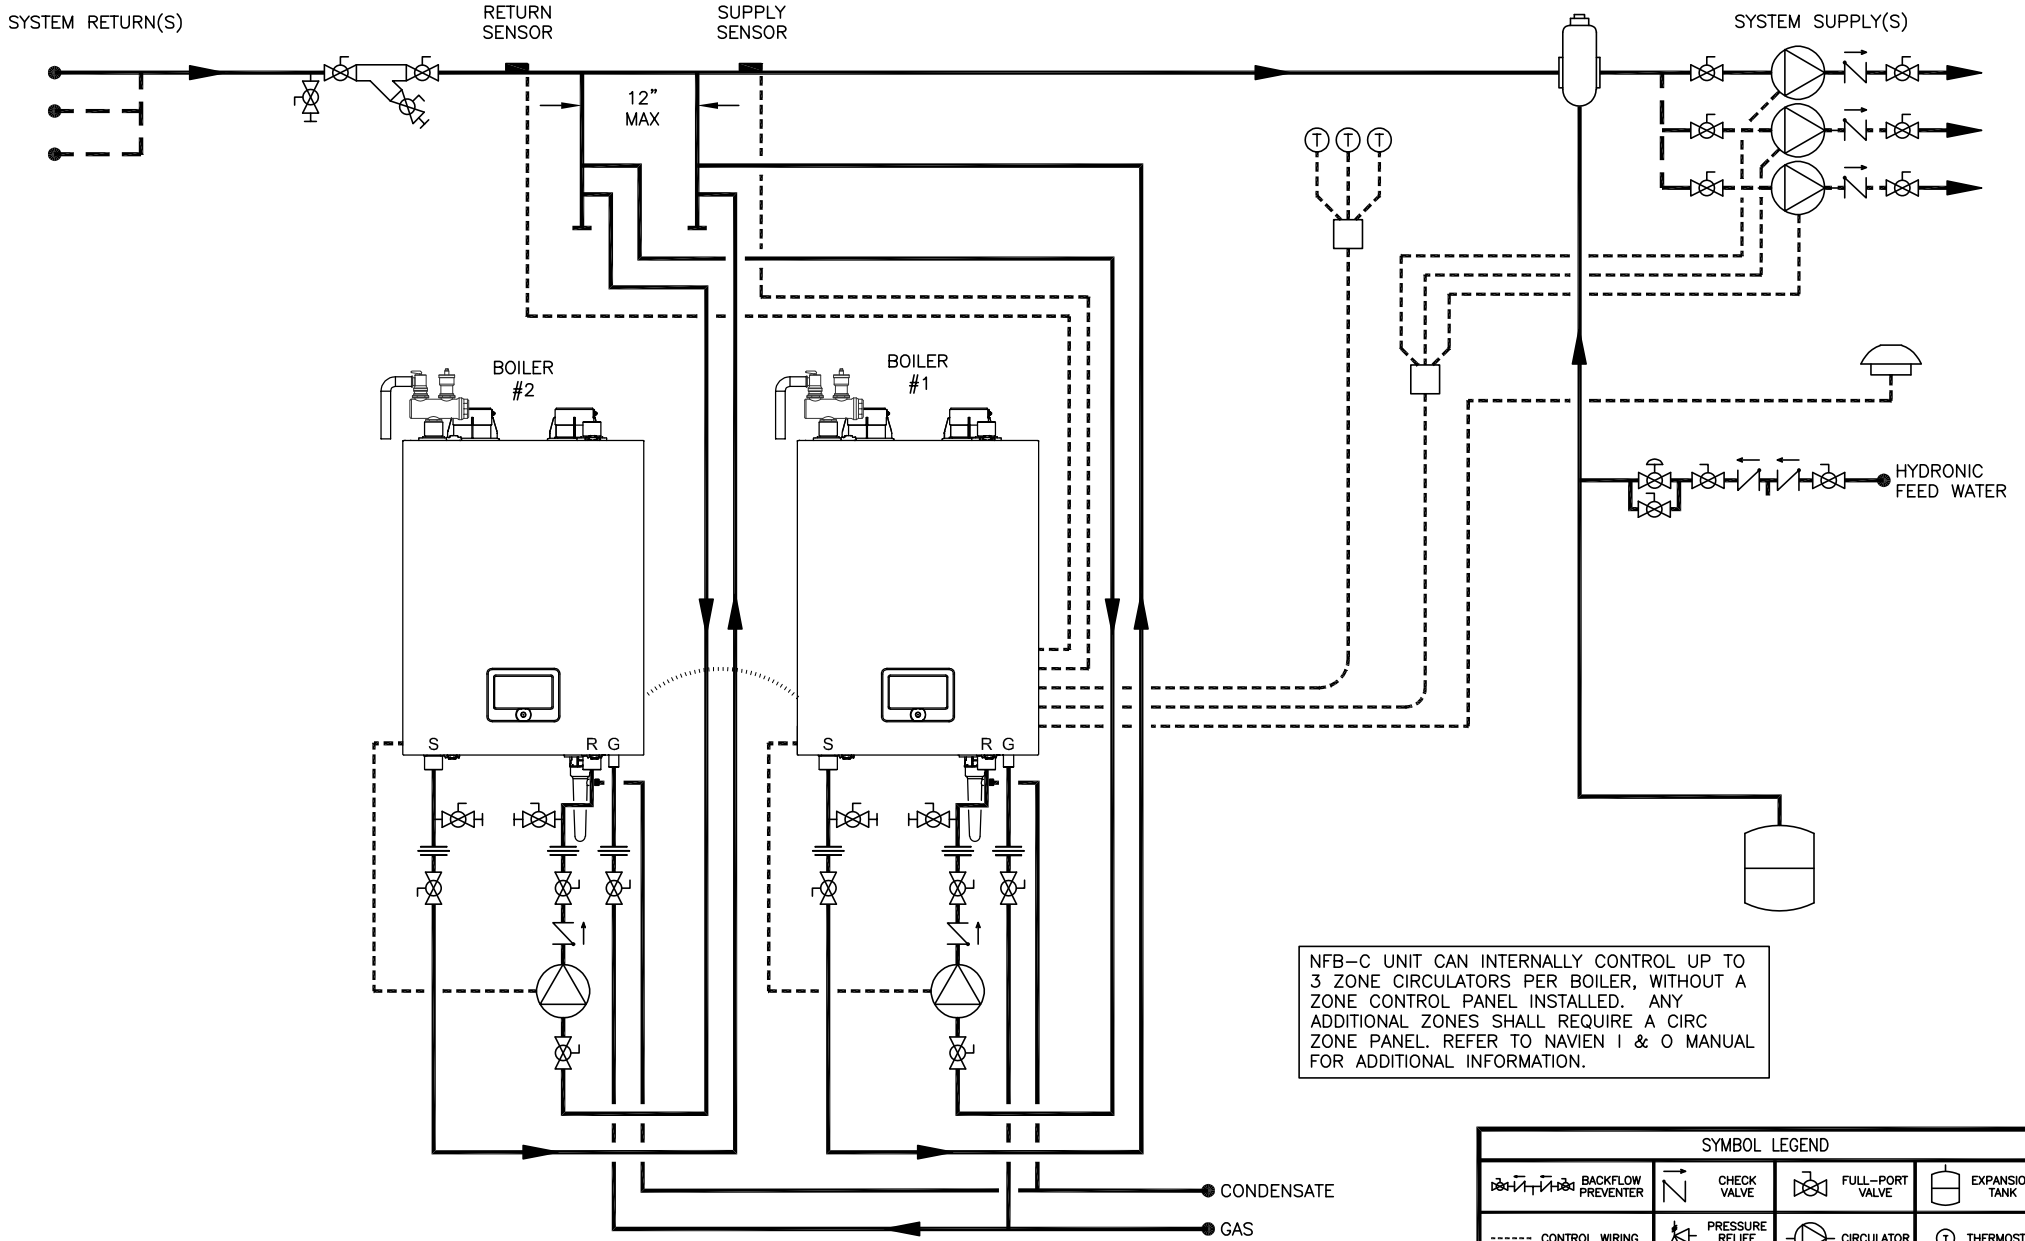 SYSTEM RETURN(S)
RETURN
SENSOR
SUPPLY
SENSOR
SYSTEM SUPPLY(S)
12"
MAX
T T T
BOILER
#2
BOILER
#1
HYDRONIC
FEED WATER
S R G
S R G
NFB-C UNIT CAN INTERNALLY CONTROL UP TO
3 ZONE CIRCULATORS PER BOILER, WITHOUT A
ZONE CONTROL PANEL INSTALLED. ANY
ADDITIONAL ZONES SHALL REQUIRE A CIRC
ZONE PANEL. REFER TO NAVIEN I & O MANUAL
FOR ADDITIONAL INFORMATION.
CONDENSATE
GAS
SYMBOL LEGEND
BACKFLOW
PREVENTER
CHECK
VALVE
FULL-PORT
VALVE
EXPANSIO
TANK
CONTROL WIRING
PRESSURE
RELIEF
CIRCULATOR
T THERMOST